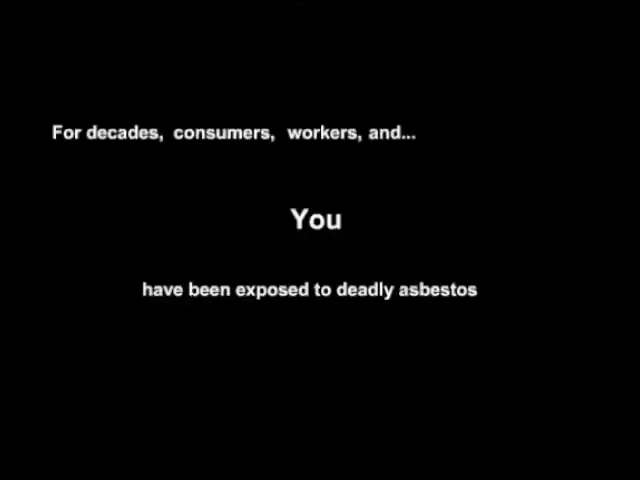 For decades, consumers, workers, and...
You
have been exposed to deadly asbestos